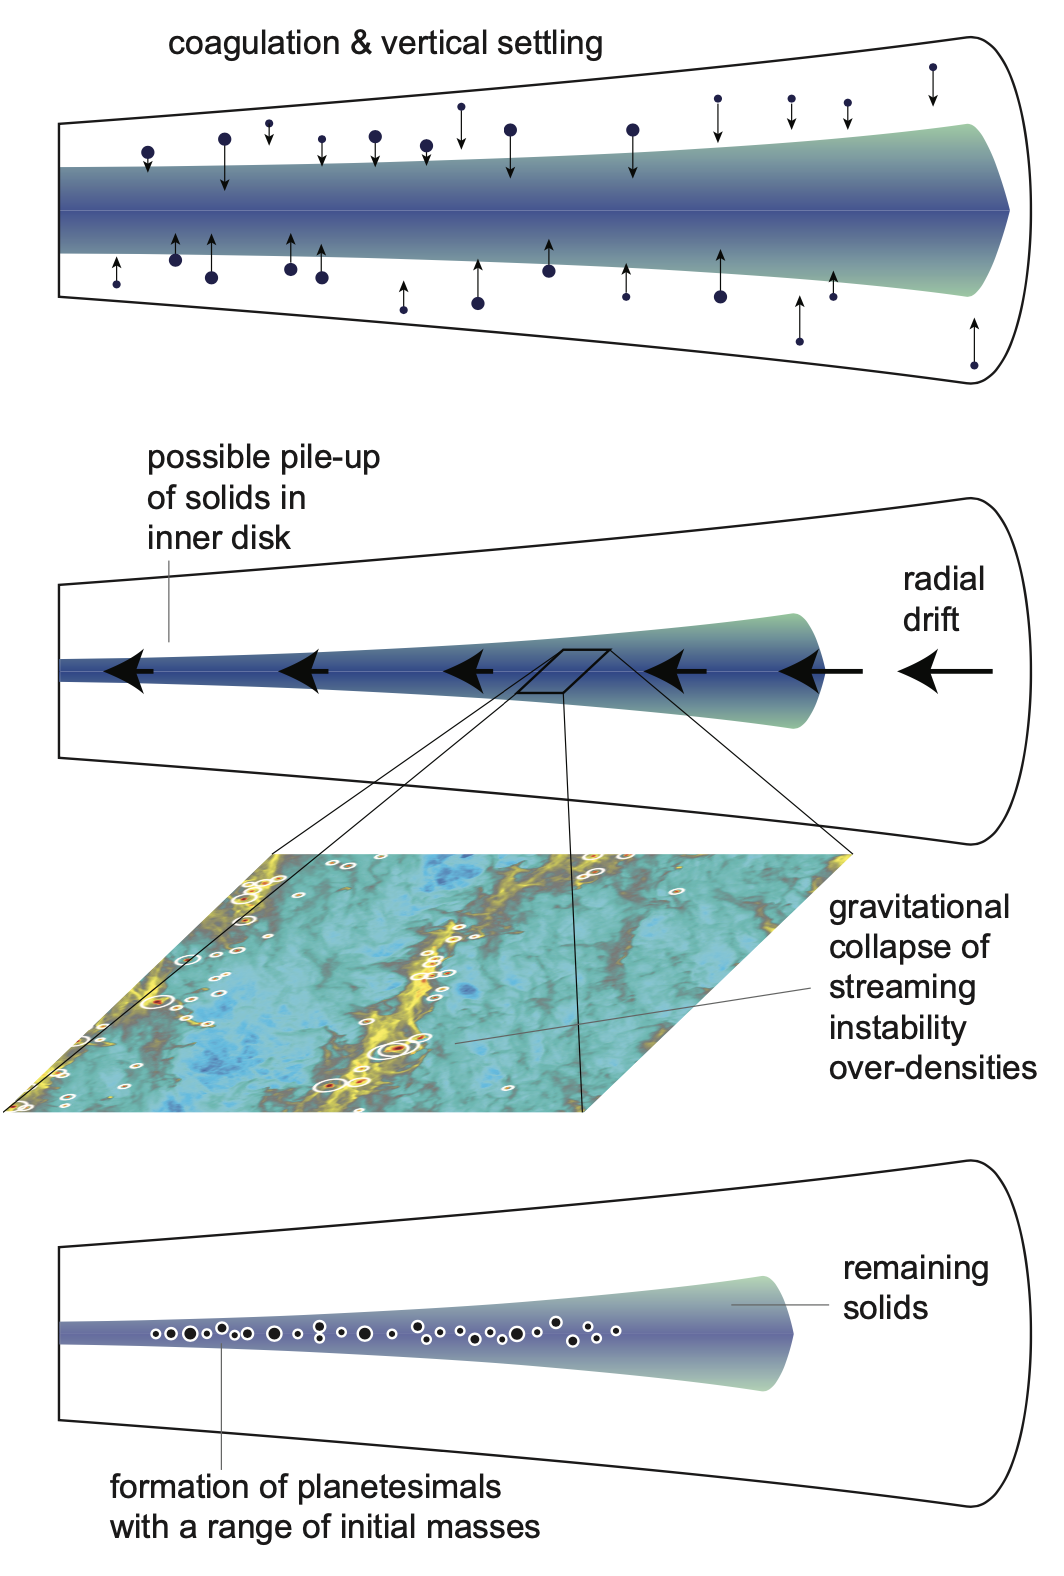 coagulation & vertical settling
possible pile-up
of solids in
inner disk
radial
drift
gravitational
collapse of
streaming
instability
over-densities
remaining
solids
formation of planetesimals
with a range of initial masses